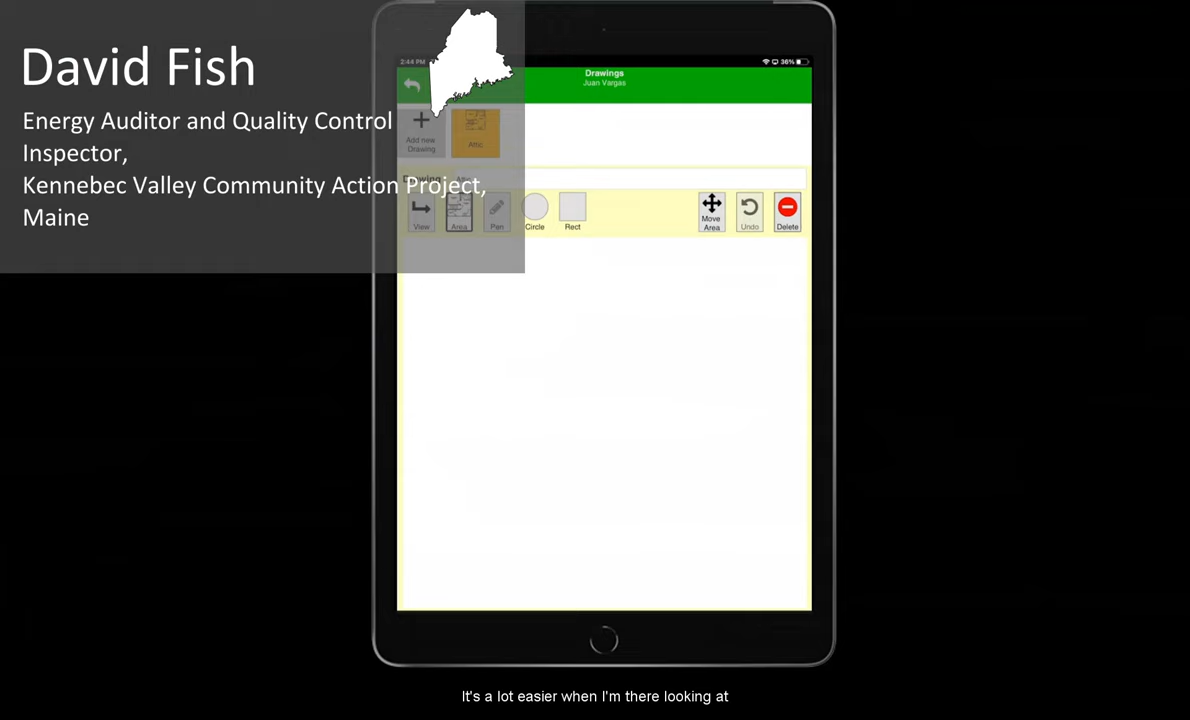 David Fish
Energy Auditor and Quality Control
Inspector,
Kennebec Valley Community Action Project,
Maine
2:44 PM
36%
Drawings
Juan Vargas
Add new
Drawing
Attic
Drawing
View
Area
Pen
Circle
Rect
Move
Area
Undo
Delete
It's a lot easier when I'm there looking at